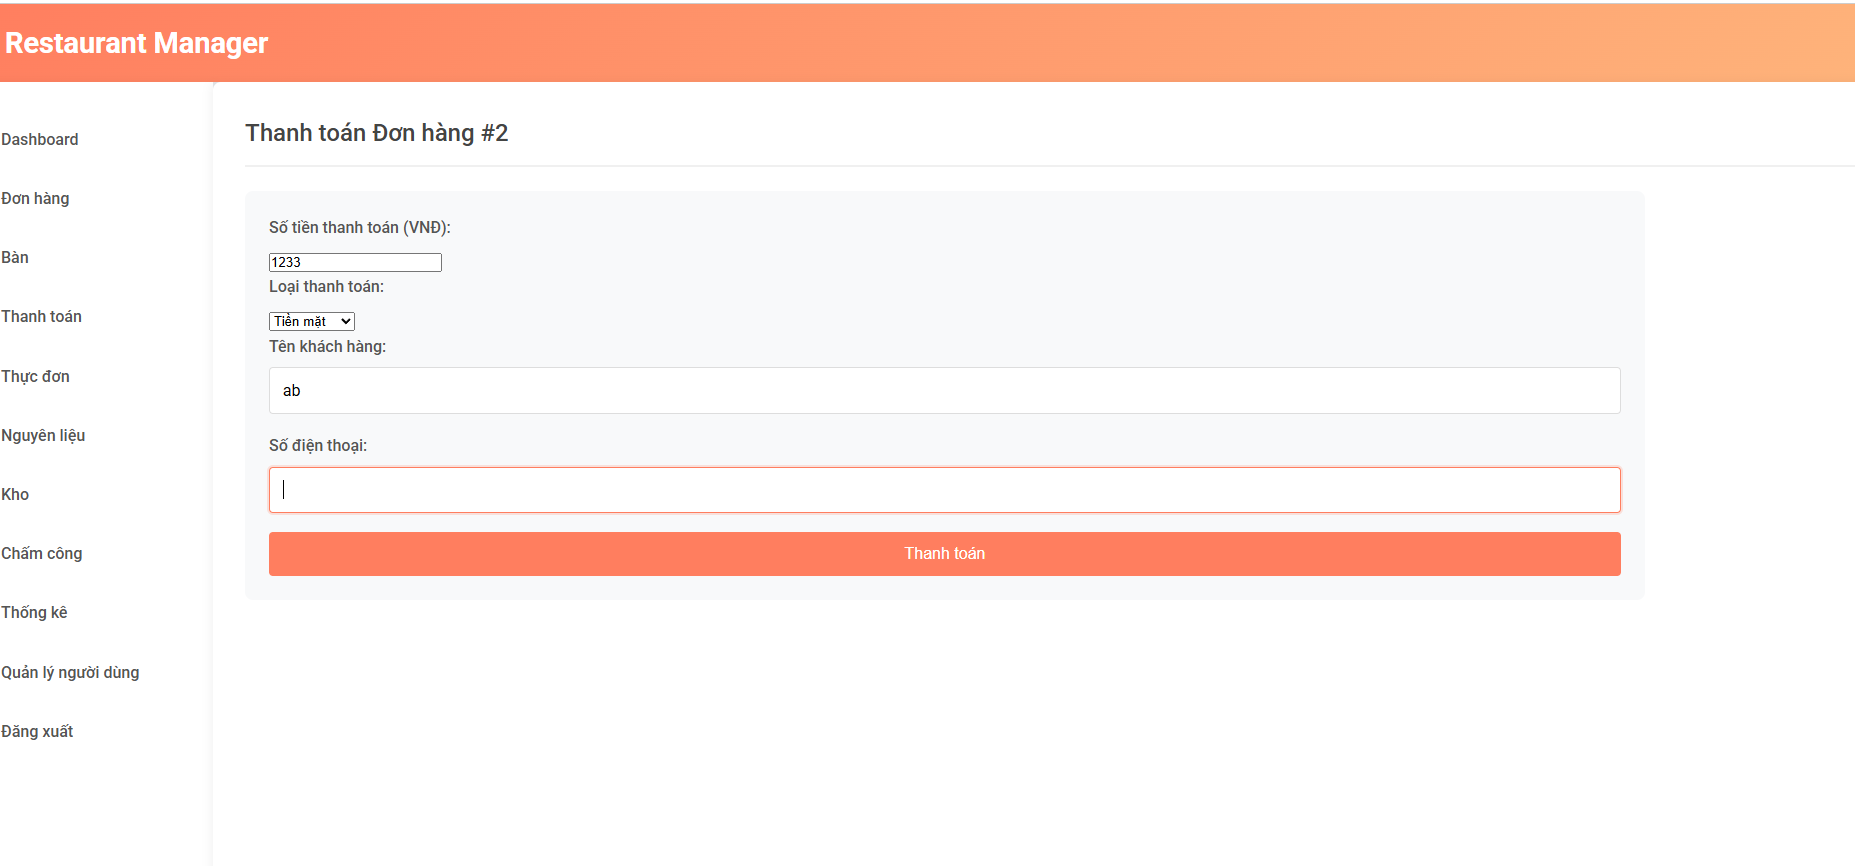 Restaurant Manager
Dashboard
Đơn hàng
Bàn
Thanh toán
Thực đơn
Nguyên liệu
Kho
Chấm công
Thống kê
Quản lý người dùng
Đăng xuất
Thanh toán Đơn hàng #2
Số tiền thanh toán (VNĐ):
1233
Loại thanh toán:
Tiền mặt
Tên khách hàng:
ab
Số điện thoại:
Thanh toán